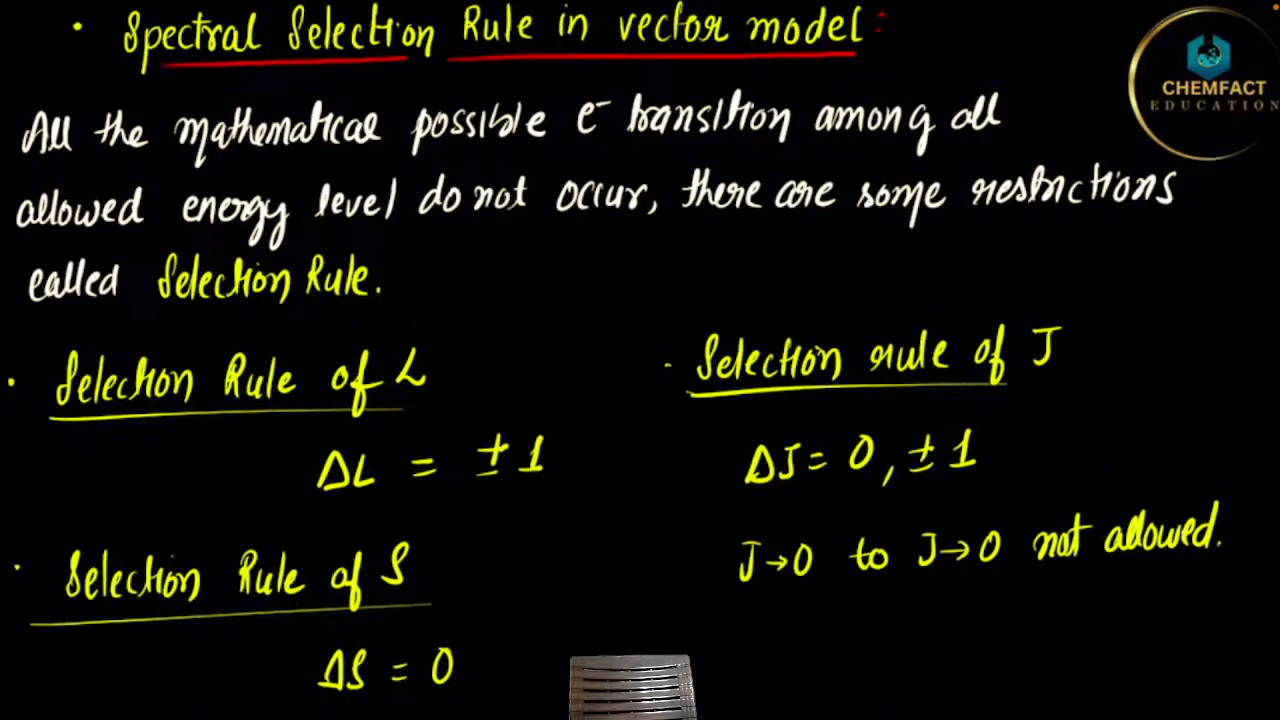 • Spectral Selection Rule in vector model:
CHEMFACT
EDUCATION
All the mathematical possible e⁻ transition among all
allowed energy level do not occur, there are some restrictions
called Selection Rule.
• Selection Rule of L
ΔL = ±1
• Selection Rule of S
ΔS = 0
• Selection rule of J
ΔJ = 0, ±1
J→0 to J→0 not allowed.